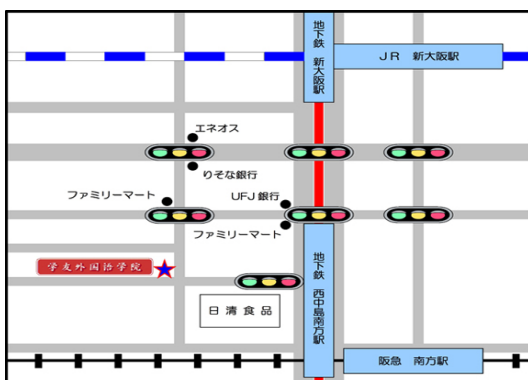 地下鉄 新大阪駅
JR 新大阪駅
エネオス
りそな銀行
ファミリーマート
UFJ銀行
ファミリーマート
学友外国语学院
地下鉄 西中島南方駅
日清食品
阪急 南方駅